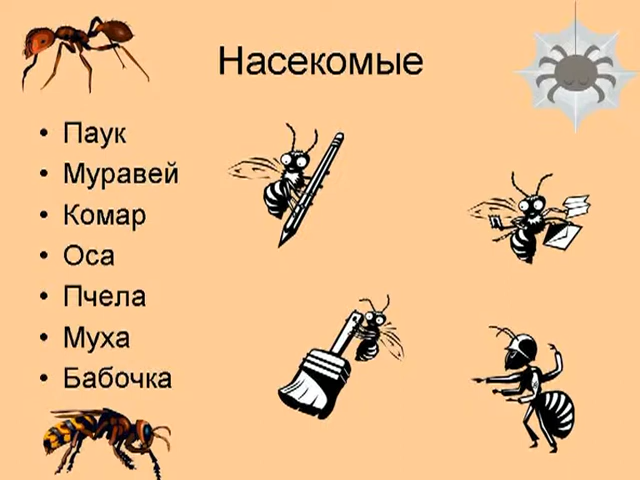 Насекомые
• Паук
• Муравей
• Комар
• Оса
• Пчела
• Муха
• Бабочка